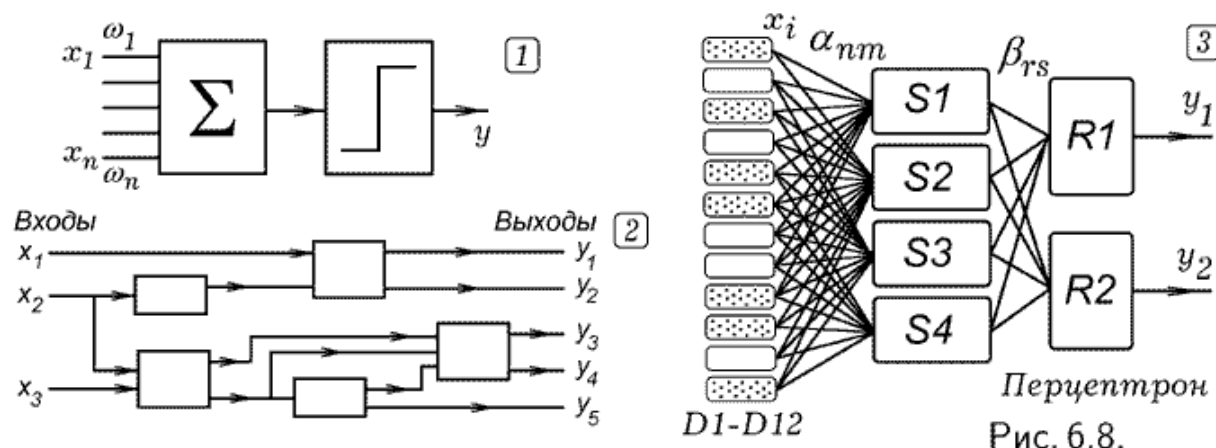 ω1
x1
Σ
xn
ωn
y
1
Входы
Выходы
2
x1
x2
x3
y1
y2
y3
y4
y5
xi
αnm
βrs
3
S1
S2
S3
S4
R1
R2
y1
y2
D1-D12
Перцептрон
Рис. 6.8.